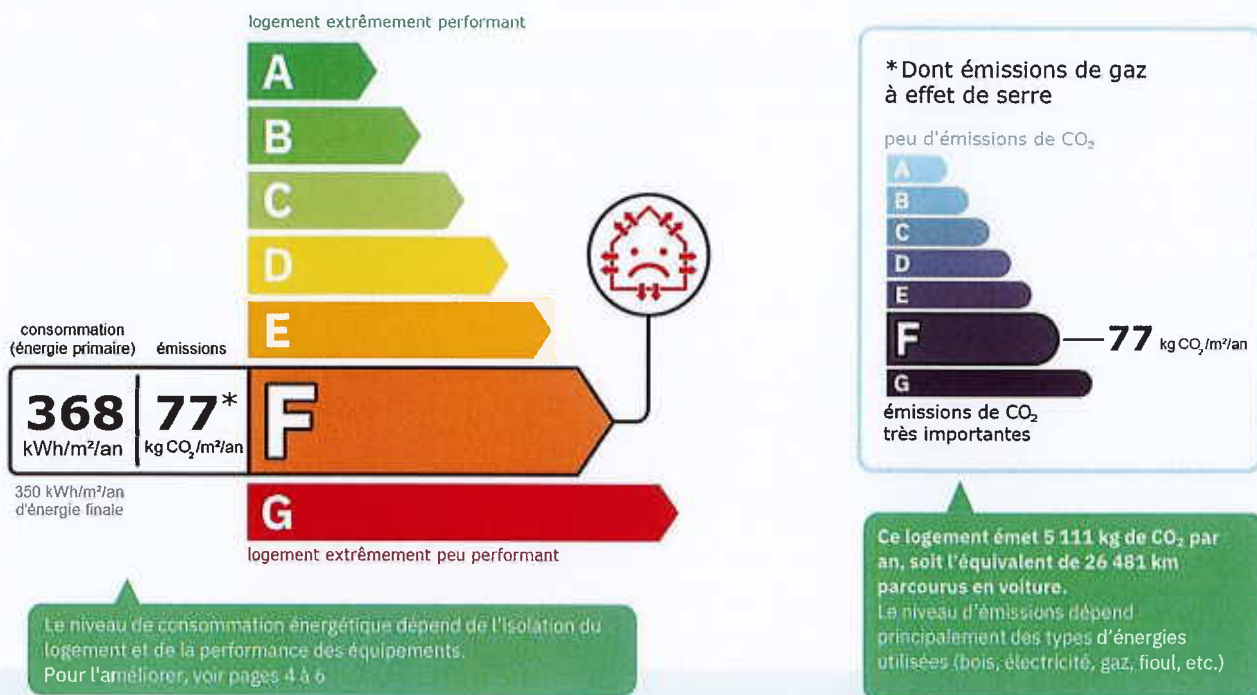 logement extrêmement performant
A
B
C
D
E
consommation
(énergie primaire)
émissions
368
kWh/m²/an
77*
kg CO₂/m²/an
F
350 kWh/m²/an
d'énergie finale
G
logement extrêmement peu performant
Le niveau de consommation énergétique dépend de l'isolation du
logement et de la performance des équipements.
Pour l'améliorer, voir pages 4 à 6
*Dont émissions de gaz
à effet de serre
peu d'émissions de CO₂
A
B
C
D
E
F
77 kg CO₂/m²/an
G
émissions de CO₂
très importantes
Ce logement émet 5 111 kg de CO₂ par
an, soit l'équivalent de 26 481 km
parcourus en voiture.
Le niveau d'émissions dépend
principalement des types d'énergies
utilisées (bois, électricité, gaz, fioul, etc.)